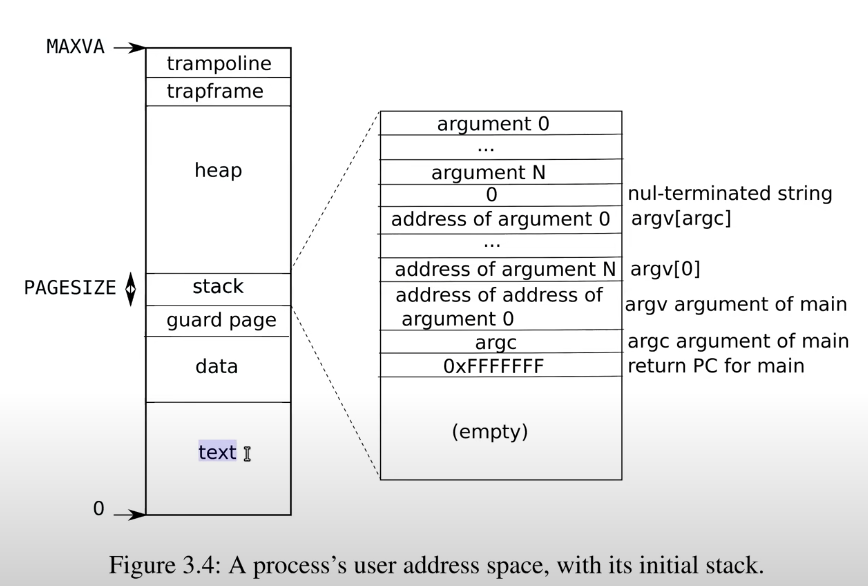 MAXVA
trampoline
trapframe
heap
PAGESIZE
stack
guard page
data
text
0
argument 0
...
argument N
0 nul-terminated string
address of argument 0 argv[argc]
...
address of argument N argv[0]
address of address of
argument 0 argv argument of main
argc argc argument of main
0xFFFFFFF return PC for main
(empty)
Figure 3.4: A process's user address space, with its initial stack.